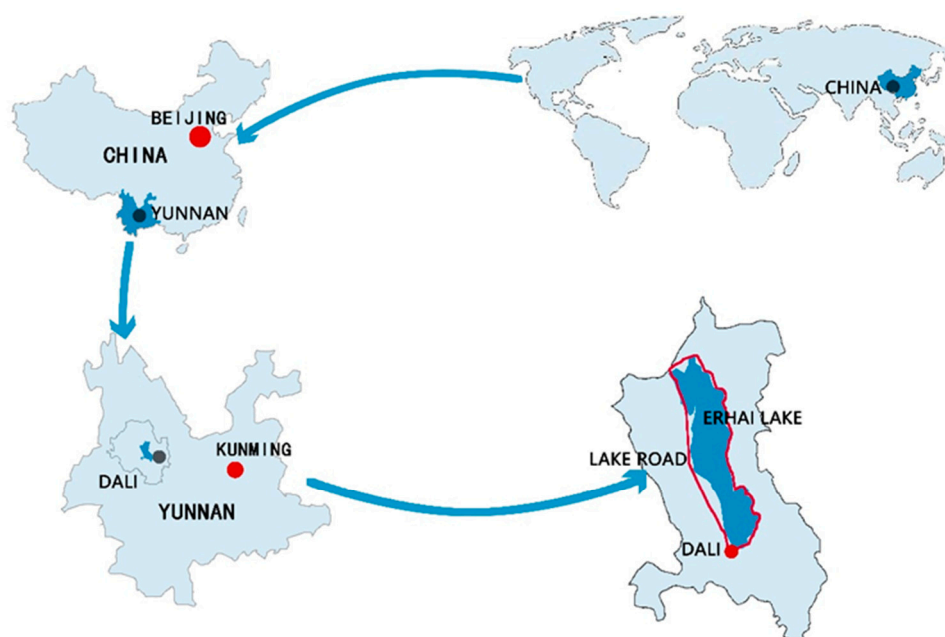 CHINA
BEIJING
CHINA
YUNNAN
KUNMING
DALI
YUNNAN
ERHAI LAKE
LAKE ROAD
DALI